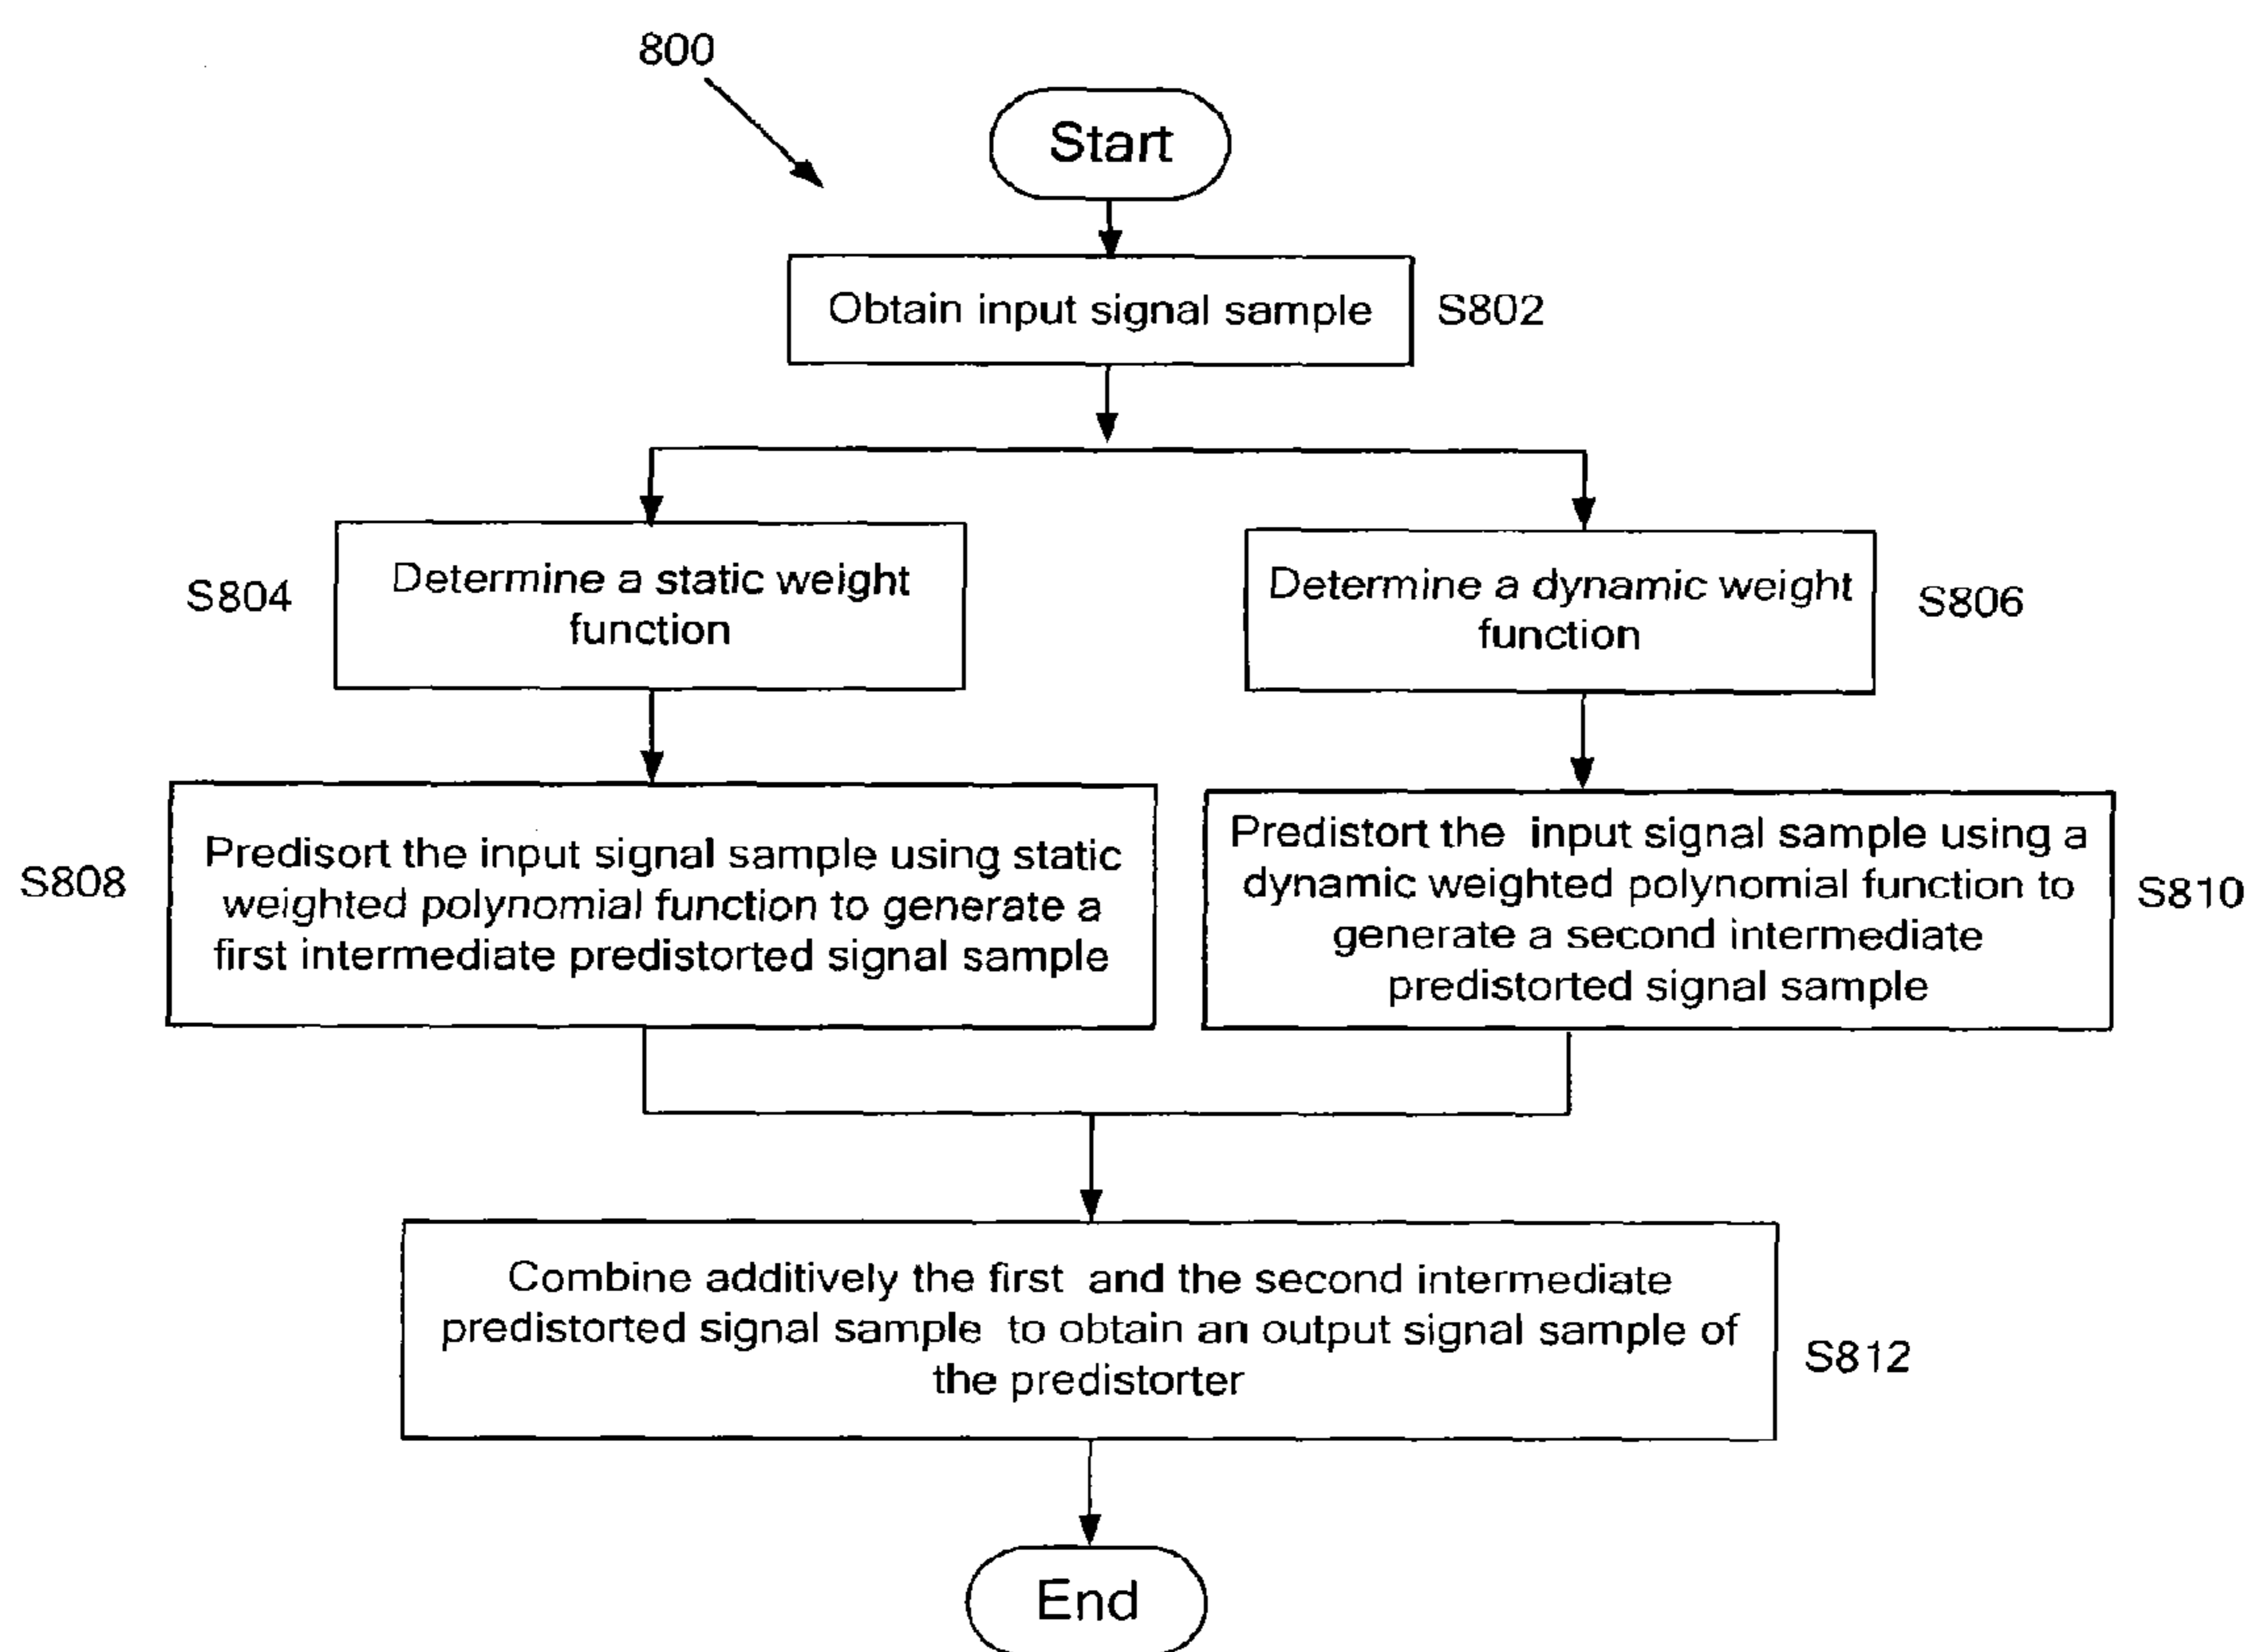 800
Start
Obtain input signal sample
S802
Determine a static weight
function
S804
Determine a dynamic weight
function
S806
Predisort the input signal sample using static
weighted polynomial function to generate a
first intermediate predistorted signal sample
S808
Predistort the input signal sample using a
dynamic weighted polynomial function to
generate a second intermediate
predistorted signal sample
S810
Combine additively the first and the second intermediate
predistorted signal sample to obtain an output signal sample of
the predistorter
S812
End